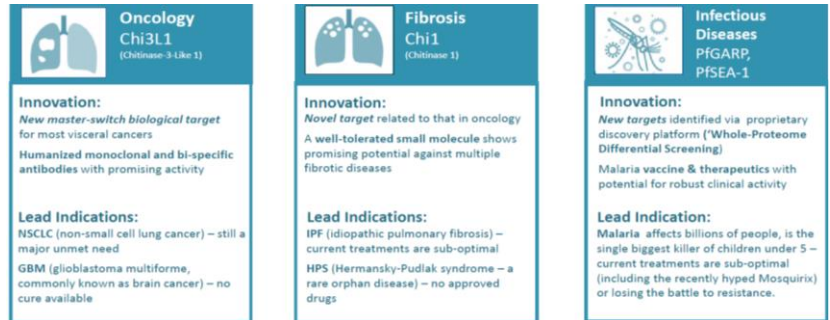 Oncology
Chi3L1
(Chitinase-3-Like 1)
Innovation:
New master-switch biological target
for most visceral cancers
Humanized monoclonal and bi-specific
antibodies with promising activity
Lead Indications:
NSCLC (non-small cell lung cancer) – still a
major unmet need
GBM (glioblastoma multiforme,
commonly known as brain cancer) – no
cure available
Fibrosis
Chi1
(Chitinase 1)
Innovation:
Novel target related to that in oncology
A well-tolerated small molecule shows
promising potential against multiple
fibrotic diseases
Lead Indications:
IPF (idiopathic pulmonary fibrosis) –
current treatments are sub-optimal
HPS (Hermansky-Pudlak syndrome – a
rare orphan disease) – no approved
drugs
Infectious
Diseases
PfGARP,
PfSEA-1
Innovation:
New targets identified via proprietary
discovery platform ('Whole-Proteome
Differential Screening)
Malaria vaccine & therapeutics with
potential for robust clinical activity
Lead Indication:
Malaria affects billions of people, is the
single biggest killer of children under 5 –
current treatments are sub-optimal
(including the recently hyped Mosquirix)
or losing the battle to resistance.